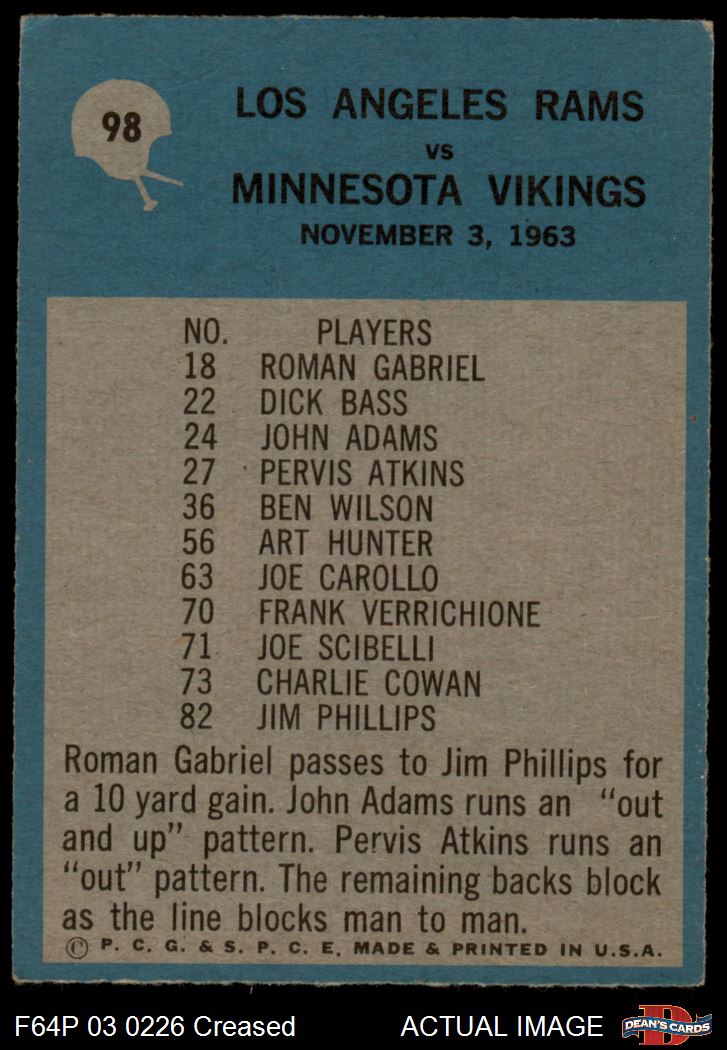 98
LOS ANGELES RAMS
VS
MINNESOTA VIKINGS
NOVEMBER 3, 1963
NO. PLAYERS
18 ROMAN GABRIEL
22 DICK BASS
24 JOHN ADAMS
27 PERVIS ATKINS
36 BEN WILSON
56 ART HUNTER
63 JOE CAROLLO
70 FRANK VERRICHIONE
71 JOE SCIBELLI
73 CHARLIE COWAN
82 JIM PHILLIPS
Roman Gabriel passes to Jim Phillips for
a 10 yard gain. John Adams runs an "out
and up" pattern. Pervis Atkins runs an
"out" pattern. The remaining backs block
as the line blocks man to man.
© P. C. G. & S. P. C. E. MADE & PRINTED IN U.S.A.
F64P 03 0226 Creased ACTUAL IMAGE
D
DEAN'S CARDS